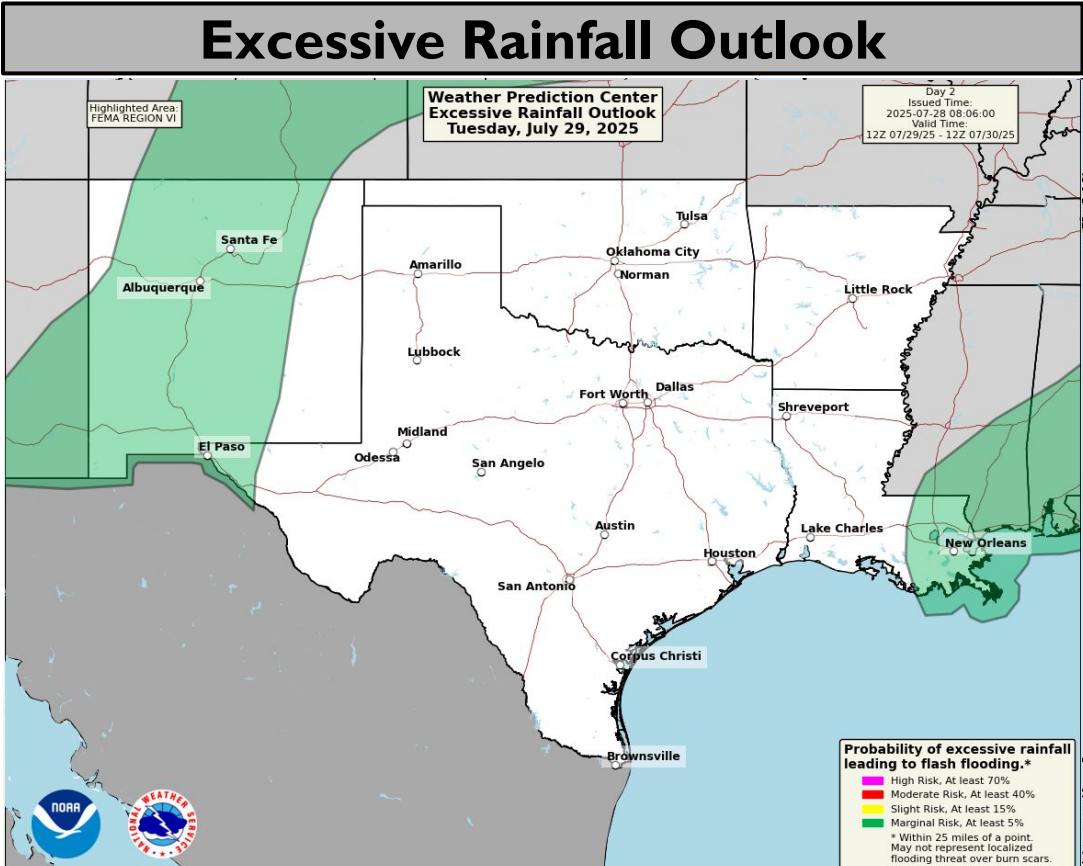 Excessive Rainfall Outlook
Highlighted Area:
FEMA REGION VI
Weather Prediction Center
Excessive Rainfall Outlook
Tuesday, July 29, 2025
Day 2
Issued Time:
2025-07-28 08:06:00
Valid Time:
12Z 07/29/25 - 12Z 07/30/25
Tulsa
Santa Fe
Oklahoma City
Amarillo
Norman
Albuquerque
Little Rock
Lubbock
Fort Worth
Dallas
Shreveport
Midland
El Paso
Odessa
San Angelo
Austin
Lake Charles
New Orleans
Houston
San Antonio
Corpus Christi
Brownsville
Probability of excessive rainfall
leading to flash flooding.*
High Risk, At least 70%
Moderate Risk, At least 40%
Slight Risk, At least 15%
Marginal Risk, At least 5%
* Within 25 miles of a point.
May not represent localized
flooding threat over burn scars.
NOAA
NATIONAL WEATHER SERVICE